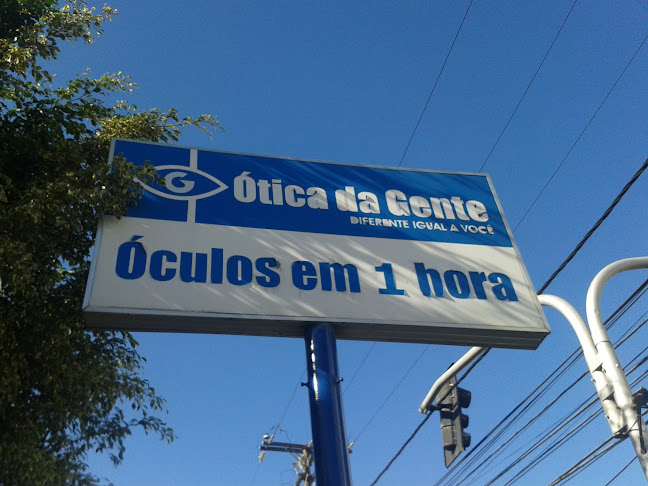 G
Ótica da Gente
DIFERENTE IGUAL A VOCÊ
Óculos em 1 hora